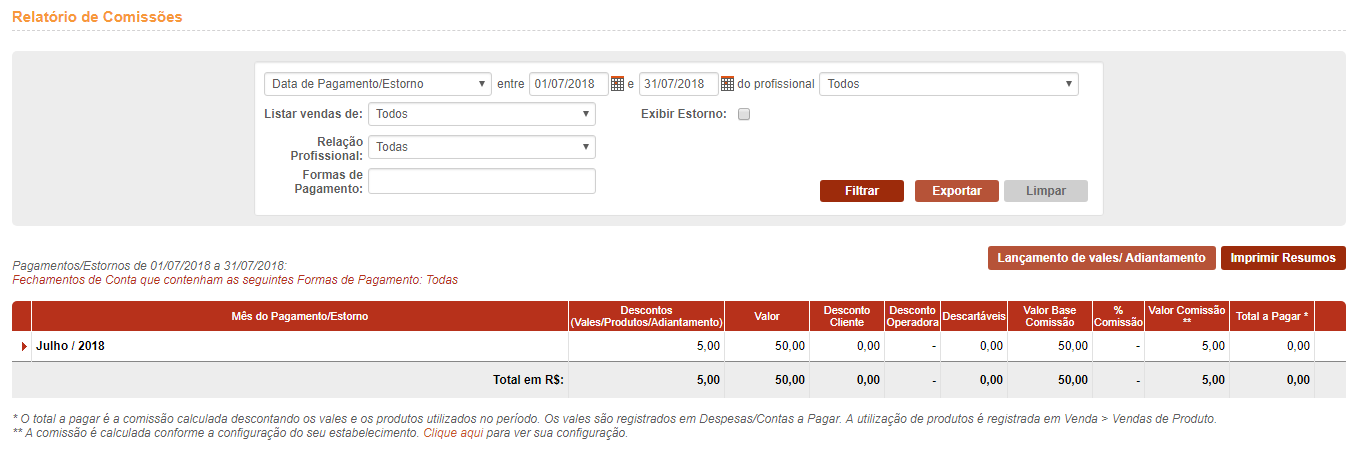 Relatório de Comissões
Data de Pagamento/Estorno entre 01/07/2018 e 31/07/2018 do profissional Todos
Listar vendas de: Todos Exibir Estorno:
Relação
Profissional: Todas
Formas de
Pagamento:
Filtrar Exportar Limpar
Lançamento de vales/ Adiantamento Imprimir Resumos
Pagamentos/Estornos de 01/07/2018 a 31/07/2018:
Fechamentos de Conta que contenham as seguintes Formas de Pagamento: Todas
Mês do Pagamento/Estorno Descontos (Vales/Produtos/Adiantamento) Valor Desconto Cliente Desconto Operadora Descartáveis Valor Base Comissão % Comissão Valor Comissão ** Total a Pagar *
Julho / 2018 5,00 50,00 0,00 - 0,00 50,00 - 5,00 0,00
Total em R$: 5,00 50,00 0,00 - 0,00 50,00 - 5,00 0,00
* O total a pagar é a comissão calculada descontando os vales e os produtos utilizados no período. Os vales são registrados em Despesas/Contas a Pagar. A utilização de produtos é registrada em Venda > Vendas de Produto.
** A comissão é calculada conforme a configuração do seu estabelecimento. Clique aqui para ver sua configuração.